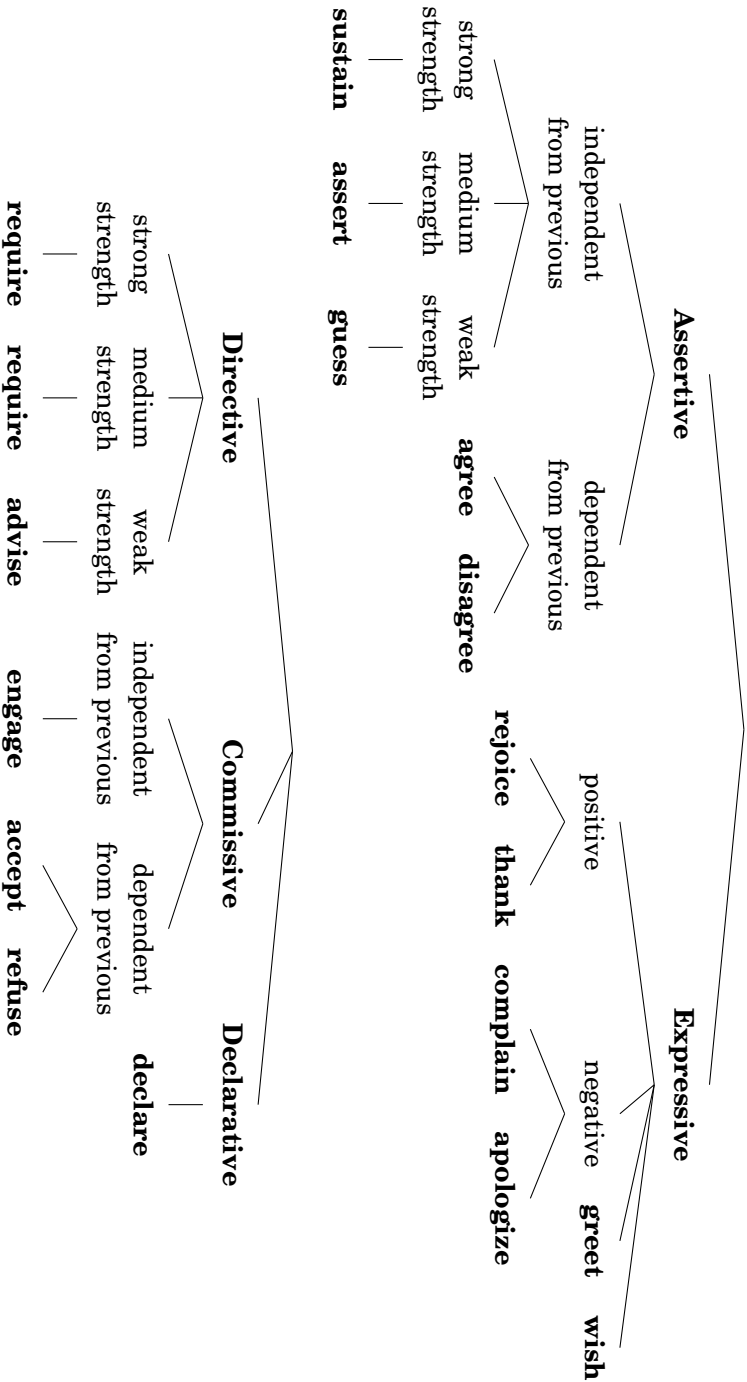 Assertive
Expressive
independent
from previous
dependent
from previous
positive
negative
greet
wish
strong
strength
medium
strength
weak
strength
agree
disagree
rejoice
thank
complain
apologize
sustain
assert
guess
Directive
Commissive
Declarative
strong
strength
medium
strength
weak
strength
independent
from previous
dependent
from previous
declare
require
require
advise
engage
accept
refuse